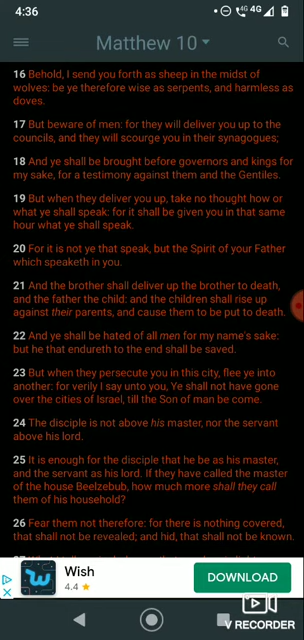 4:36
4G 4G
Matthew 10
16 Behold, I send you forth as sheep in the midst of
wolves: be ye therefore wise as serpents, and harmless as
doves.
17 But beware of men: for they will deliver you up to the
councils, and they will scourge you in their synagogues;
18 And ye shall be brought before governors and kings for
my sake, for a testimony against them and the Gentiles.
19 But when they deliver you up, take no thought how or
what ye shall speak: for it shall be given you in that same
hour what ye shall speak.
20 For it is not ye that speak, but the Spirit of your Father
which speaketh in you.
21 And the brother shall deliver up the brother to death,
and the father the child: and the children shall rise up
against their parents, and cause them to be put to death.
22 And ye shall be hated of all men for my name's sake:
but he that endureth to the end shall be saved.
23 But when they persecute you in this city, flee ye into
another: for verily I say unto you, Ye shall not have gone
over the cities of Israel, till the Son of man be come.
24 The disciple is not above his master, nor the servant
above his lord.
25 It is enough for the disciple that he be as his master,
and the servant as his lord. If they have called the master
of the house Beelzebub, how much more shall they call
them of his household?
26 Fear them not therefore: for there is nothing covered,
that shall not be revealed; and hid, that shall not be known.
Wish
4.4 ★
DOWNLOAD
V RECORDER